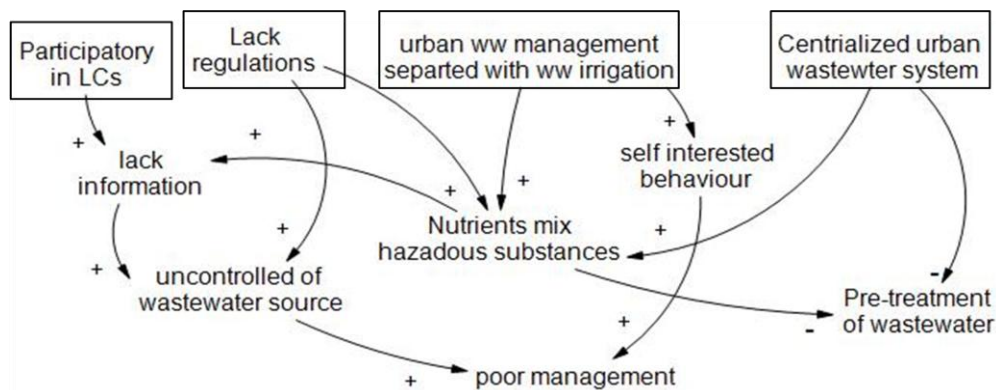 Participatory
in LCs
Lack
regulations
urban ww management
separted with ww irrigation
Centrialized urban
wastewter system
+
+
+
lack
information
self interested
behaviour
+
+
Nutrients mix
hazadous substances
+
+
+
uncontrolled of
wastewater source
-
Pre-treatment
of wastewater
+
-
poor management
+